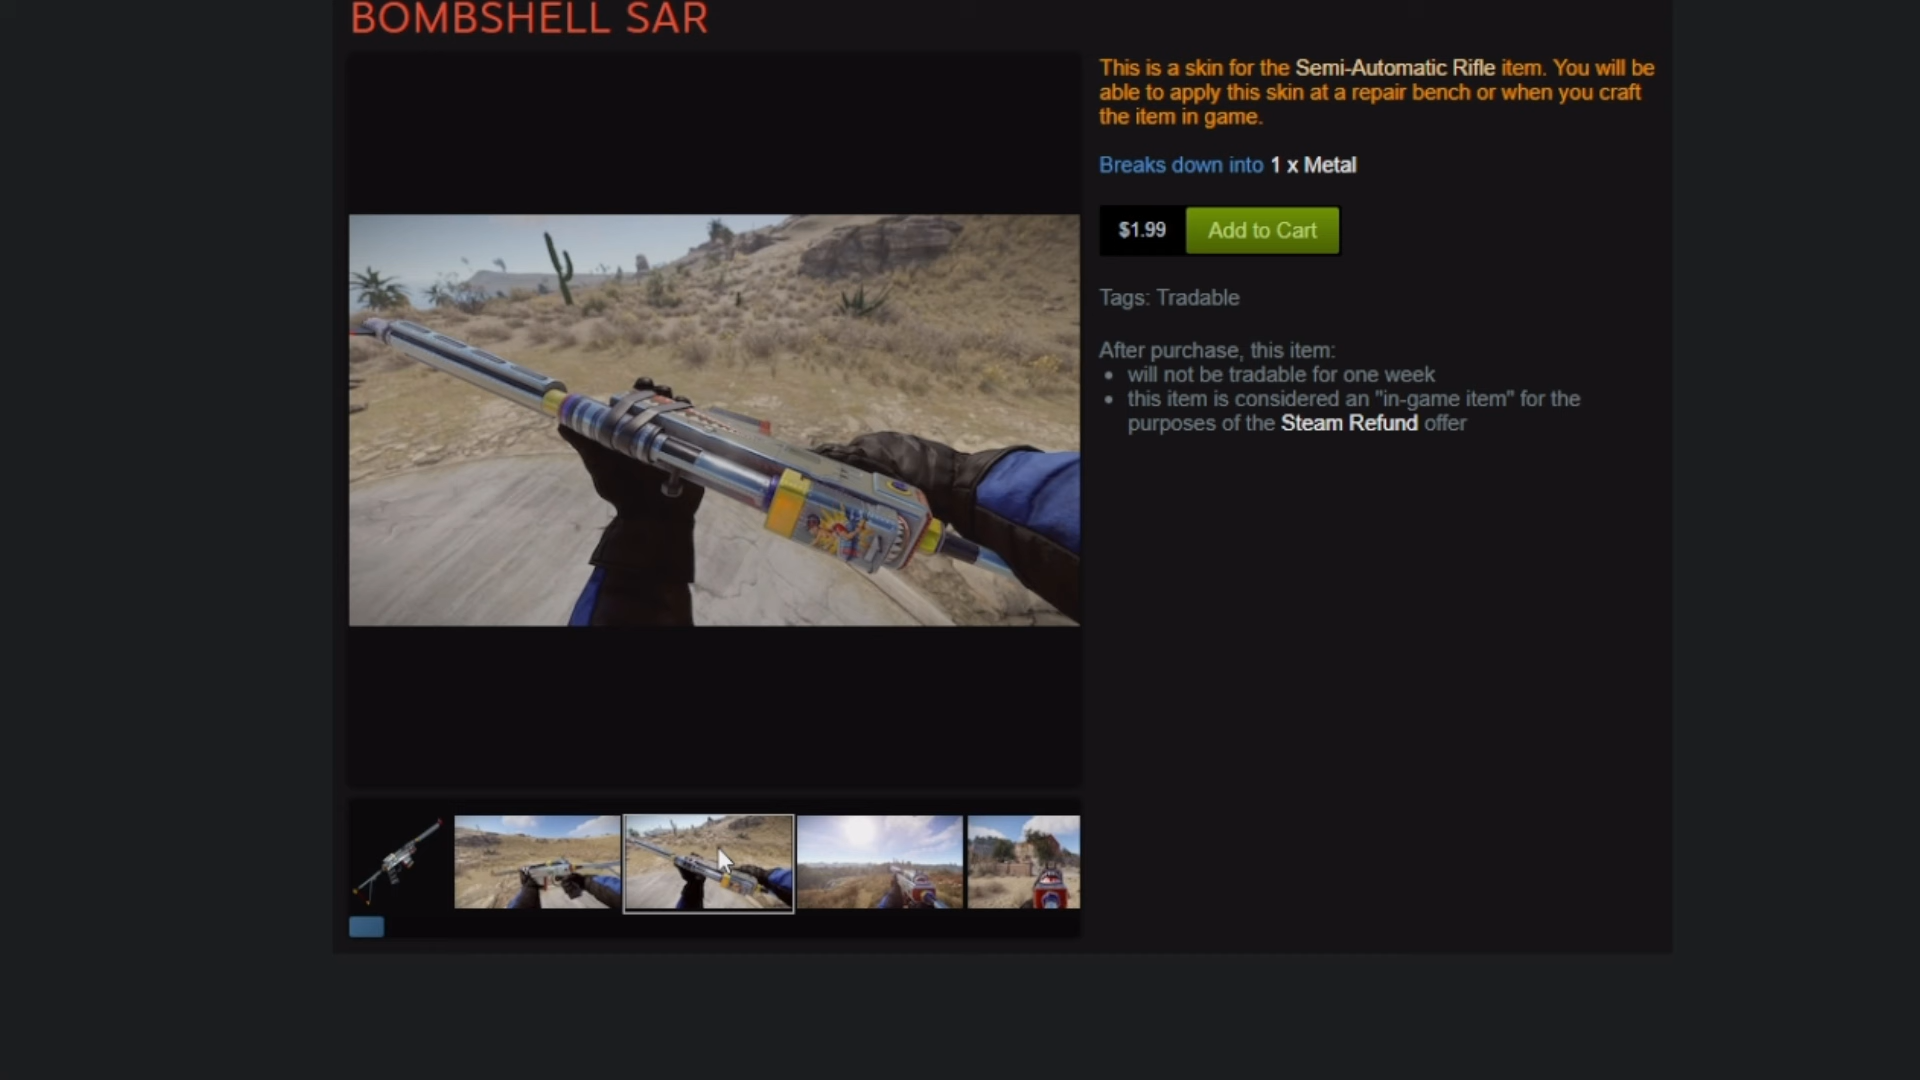 BOMBSHELL SAR
This is a skin for the Semi-Automatic Rifle item. You will be
able to apply this skin at a repair bench or when you craft
the item in game.
Breaks down into 1 x Metal
$1.99 Add to Cart
Tags: Tradable
After purchase, this item:
• will not be tradable for one week
• this item is considered an "in-game item" for the
purposes of the Steam Refund offer